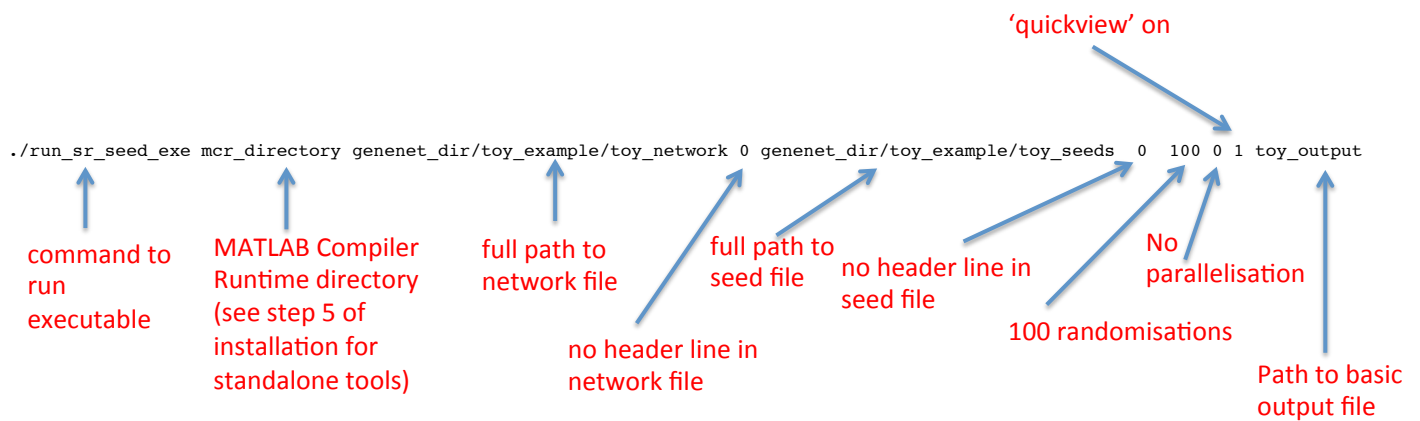 ‘quickview’ on
./run_sr_seed_exe mcr_directory genenet_dir/toy_example/toy_network 0 genenet_dir/toy_example/toy_seeds 0 100 0 1 toy_output
command to
run
executable
MATLAB Compiler
Runtime directory
(see step 5 of
installation for
standalone tools)
full path to
network file
no header line in
network file
full path to
seed file
no header line in
seed file
100 randomisations
No
parallelisation
Path to basic
output file